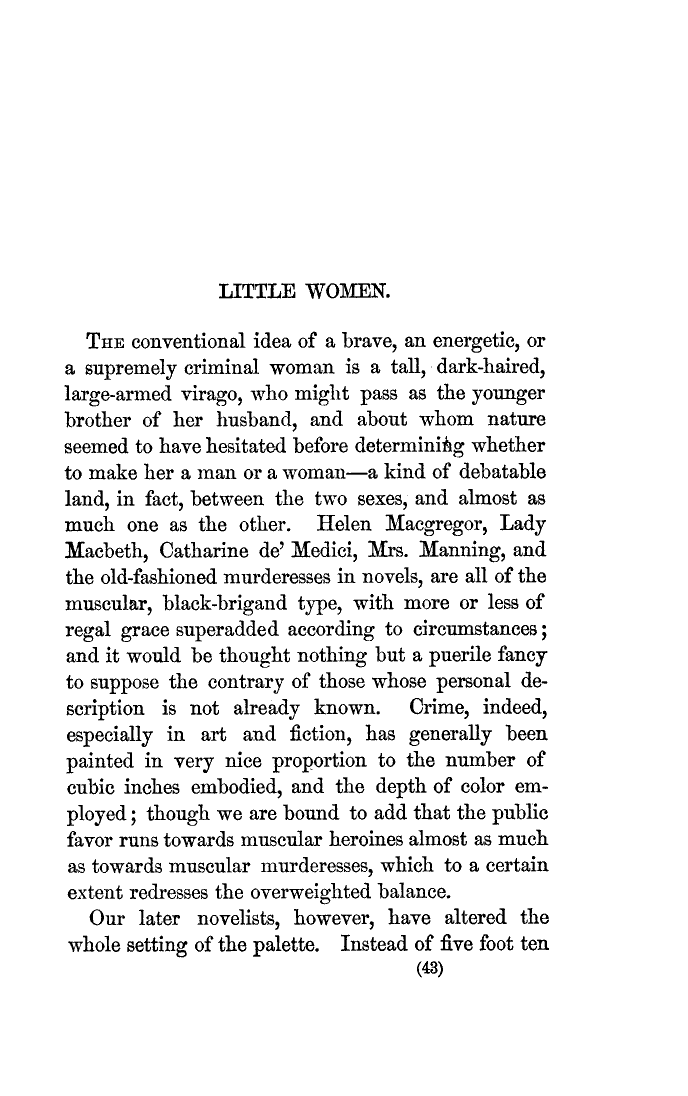 LITTLE WOMEN.
THE conventional idea of a brave, an energetic, or
a supremely criminal woman is a tall, dark-haired,
large-armed virago, who might pass as the younger
brother of her husband, and about whom nature
seemed to have hesitated before determining whether
to make her a man or a woman—a kind of debatable
land, in fact, between the two sexes, and almost as
much one as the other. Helen Macgregor, Lady
Macbeth, Catharine de' Medici, Mrs. Manning, and
the old-fashioned murderesses in novels, are all of the
muscular, black-brigand type, with more or less of
regal grace superadded according to circumstances;
and it would be thought nothing but a puerile fancy
to suppose the contrary of those whose personal de-
scription is not already known. Crime, indeed,
especially in art and fiction, has generally been
painted in very nice proportion to the number of
cubic inches embodied, and the depth of color em-
ployed; though we are bound to add that the public
favor runs towards muscular heroines almost as much
as towards muscular murderesses, which to a certain
extent redresses the overweighted balance.
Our later novelists, however, have altered the
whole setting of the palette. Instead of five foot ten
(43)